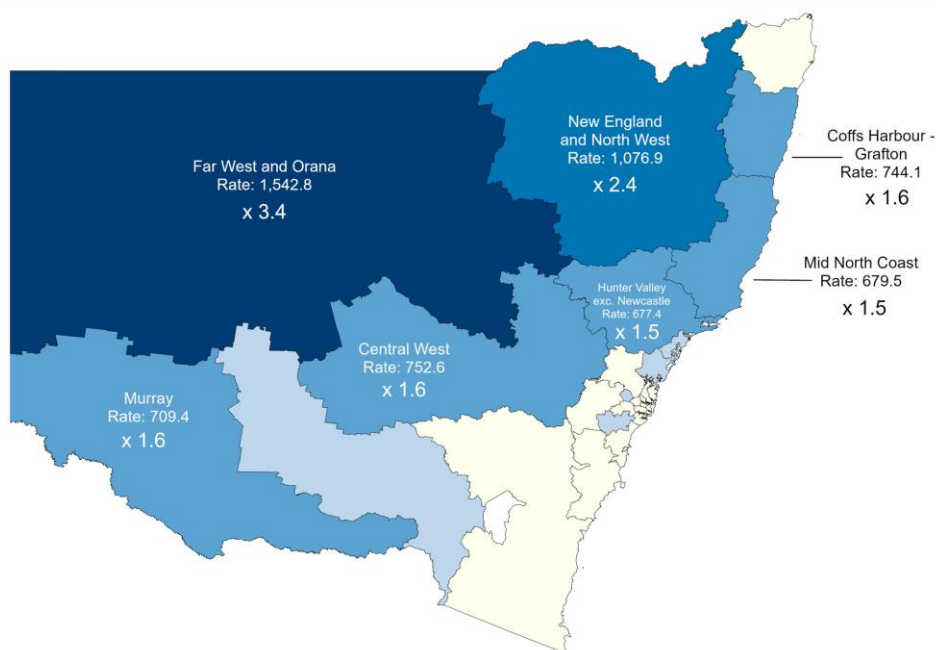 New England
and North West
Rate: 1,076.9
x 2.4
Coffs Harbour -
Grafton
Rate: 744.1
x 1.6
Far West and Orana
Rate: 1,542.8
x 3.4
Mid North Coast
Rate: 679.5
x 1.5
Hunter Valley
exc. Newcastle
Rate: 677.4
x 1.5
Central West
Rate: 752.6
x 1.6
Murray
Rate: 709.4
x 1.6